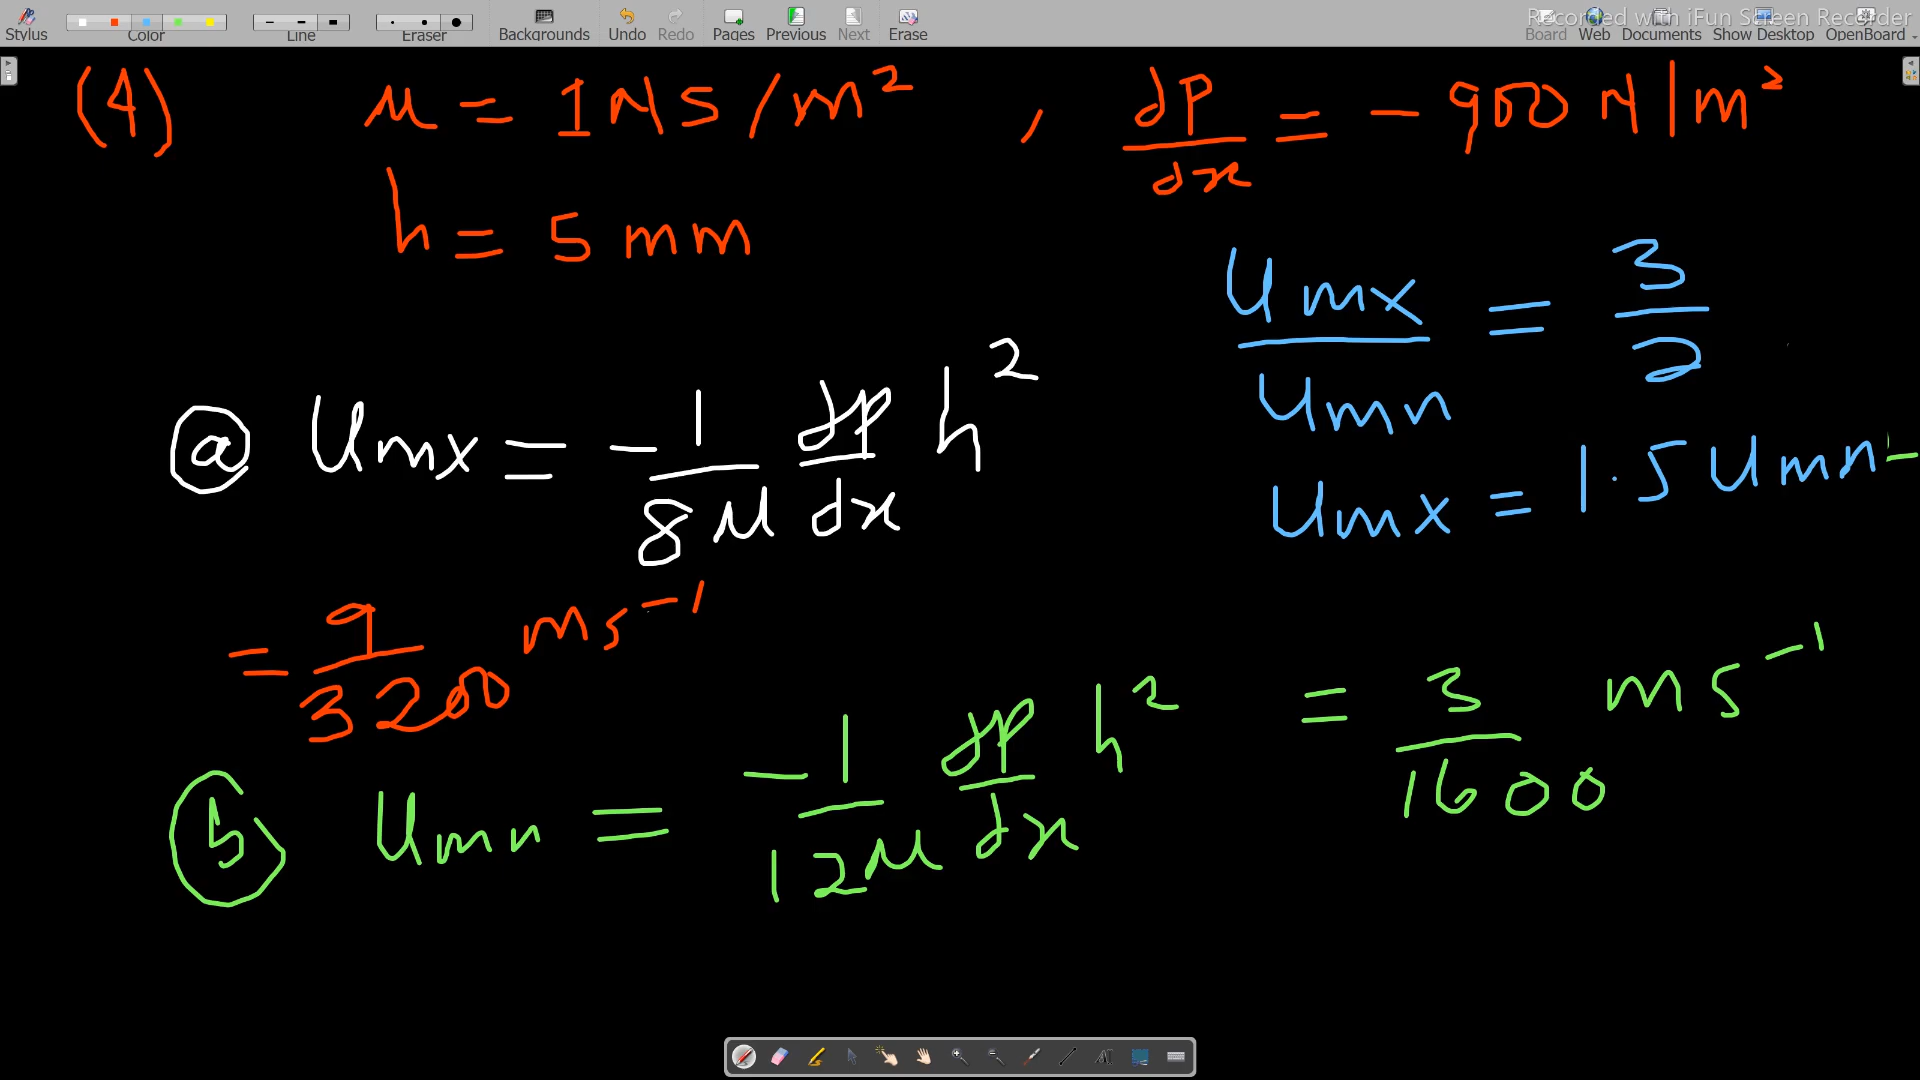 Recorded with iFun Screen Recorder
Stylus Color Line Eraser Backgrounds Undo Redo Pages Previous Next Erase Board Web Documents Show Desktop OpenBoard
(4) μ = 1 NS/m² , dP/dx = - 900 N/m²
h = 5 mm
Umx/Umn = 3/2
ⓐ Umx = - 1/8μ dp/dx h²
Umx = 1.5 Umn
= 9/3200 ms⁻¹
ⓑ Umn = -1/12μ dp/dx h² = 3/1600 ms⁻¹